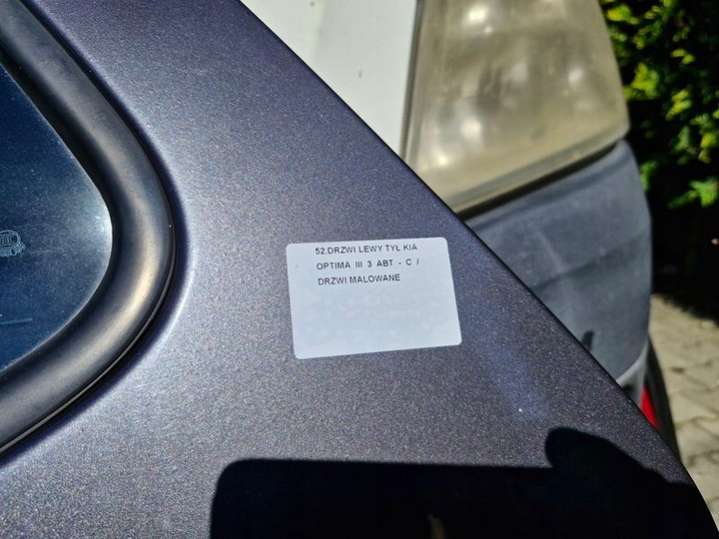 52.DRZWI LEWY TYŁ KIA
OPTIMA III 3 ABT - C /
DRZWI MALOWANE